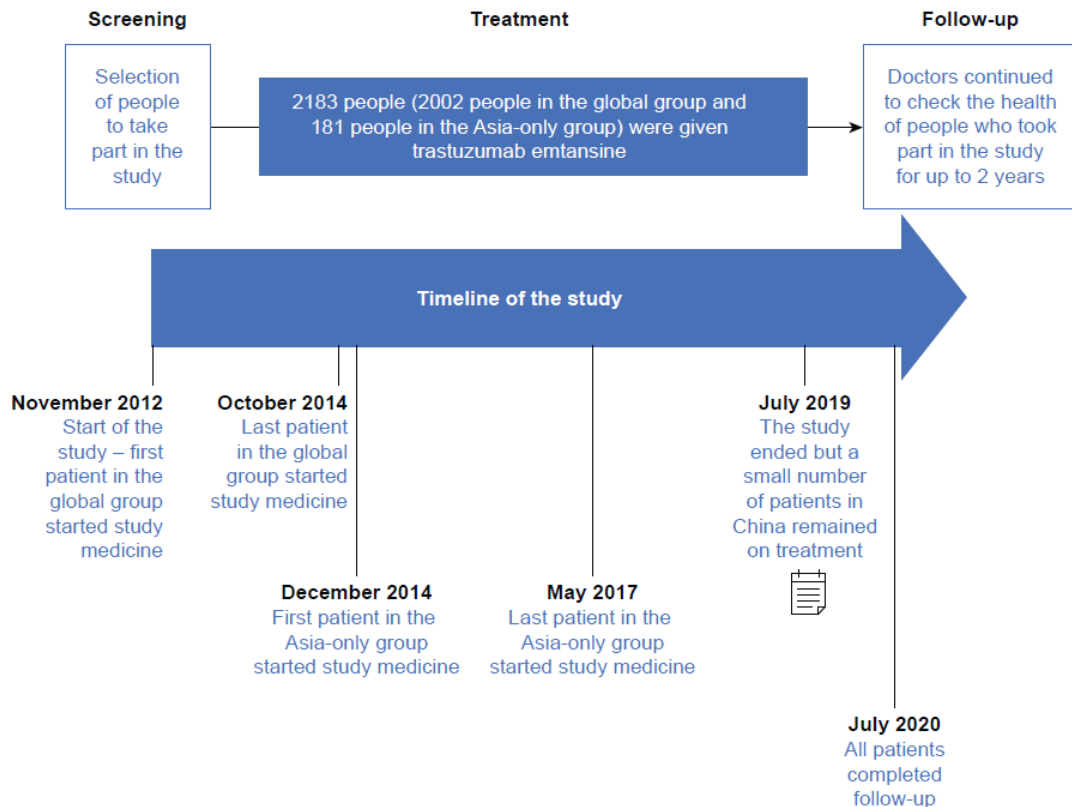 Screening
Treatment
Follow-up
Selection
of people
to take
part in the
study
2183 people (2002 people in the global group and
181 people in the Asia-only group) were given
trastuzumab emtansine
Doctors continued
to check the health
of people who took
part in the study
for up to 2 years
Timeline of the study
November 2012
Start of the
study – first
patient in the
global group
started study
medicine
October 2014
Last patient
in the global
group started
study medicine
December 2014
First patient in the
Asia-only group
started study medicine
May 2017
Last patient in the
Asia-only group
started study medicine
July 2019
The study
ended but a
small number
of patients in
China remained
on treatment
July 2020
All patients
completed
follow-up